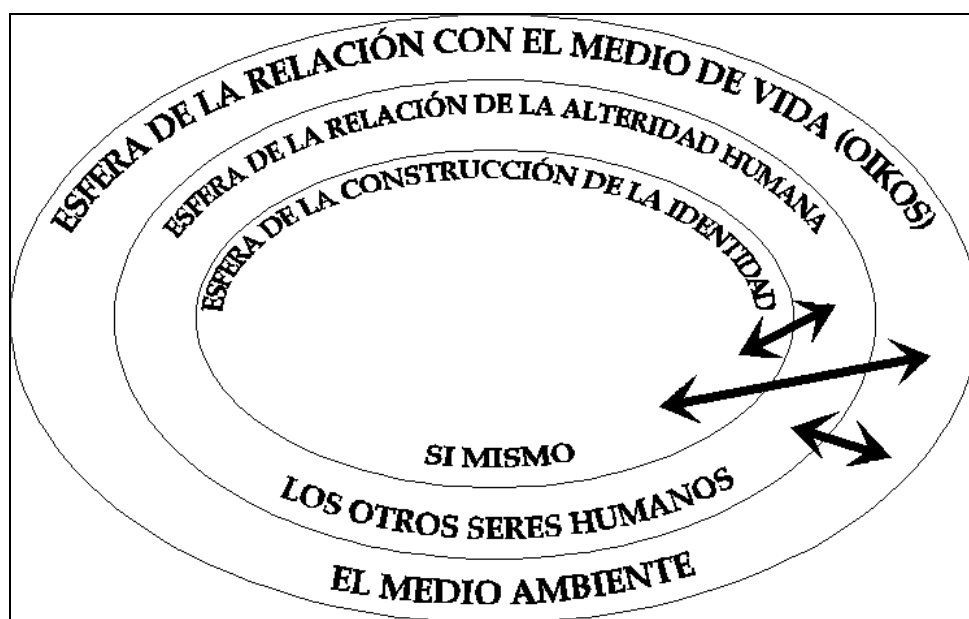 ESFERA DE LA RELACIÓN CON EL MEDIO DE VIDA (OIKOS)
ESFERA DE LA RELACIÓN DE LA ALTERIDAD HUMANA
ESFERA DE LA CONSTRUCCIÓN DE LA IDENTIDAD
SI MISMO
LOS OTROS SERES HUMANOS
EL MEDIO AMBIENTE